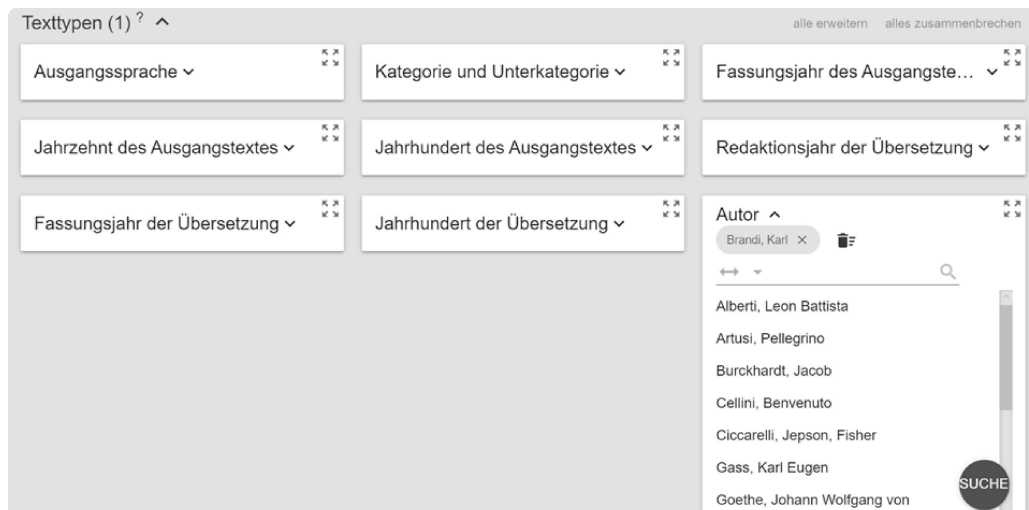 Texttypen (1) ? alle erweitern alles zusammenbrechen
Ausgangssprache
Kategorie und Unterkategorie
Fassungsjahr des Ausgangste...
Jahrzehnt des Ausgangstextes
Jahrhundert des Ausgangstextes
Redaktionsjahr der Übersetzung
Fassungsjahr der Übersetzung
Jahrhundert der Übersetzung
Autor
Brandi, Karl ×
Alberti, Leon Battista
Artusi, Pellegrino
Burckhardt, Jacob
Cellini, Benvenuto
Ciccarelli, Jepson, Fisher
Gass, Karl Eugen
Goethe, Johann Wolfgang von
SUCHE